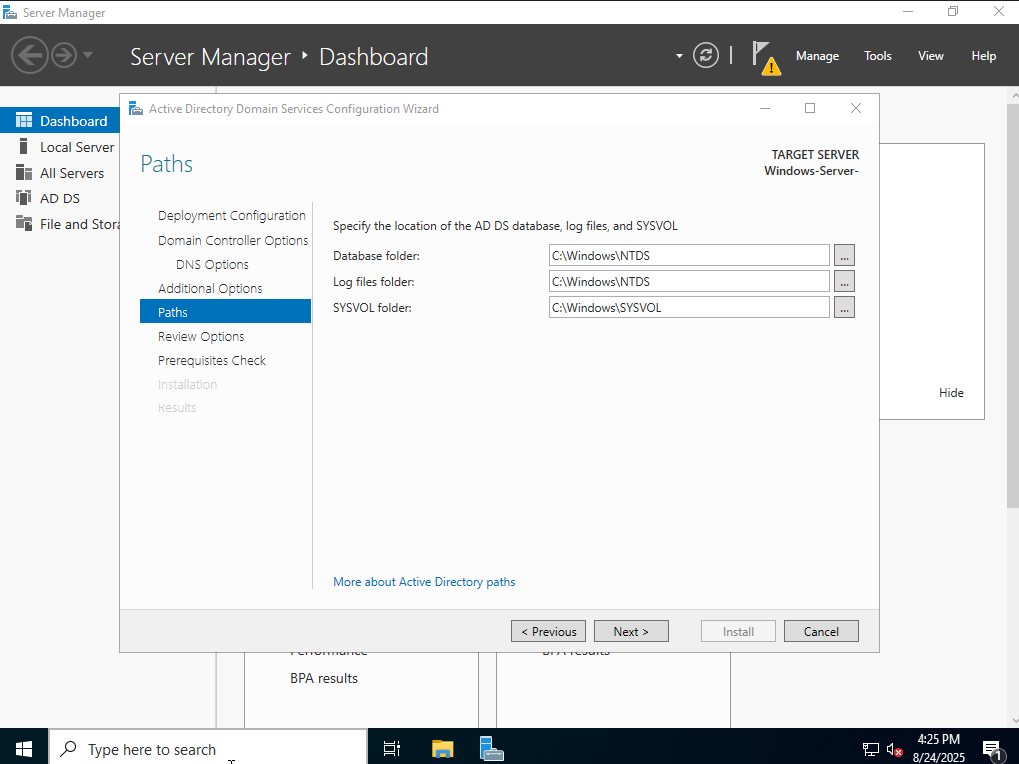 Server Manager
Server Manager ‣ Dashboard
Manage Tools View Help
Active Directory Domain Services Configuration Wizard
Dashboard
Local Server
All Servers
AD DS
File and Stora
Paths
TARGET SERVER
Windows-Server-
Deployment Configuration
Domain Controller Options
DNS Options
Additional Options
Paths
Review Options
Prerequisites Check
Installation
Results
Specify the location of the AD DS database, log files, and SYSVOL
Database folder: C:\Windows\NTDS ...
Log files folder: C:\Windows\NTDS ...
SYSVOL folder: C:\Windows\SYSVOL ...
More about Active Directory paths
Hide
< Previous Next > Install Cancel
Performance
BPA results
BPA results
Type here to search
4:25 PM
8/24/2025
1